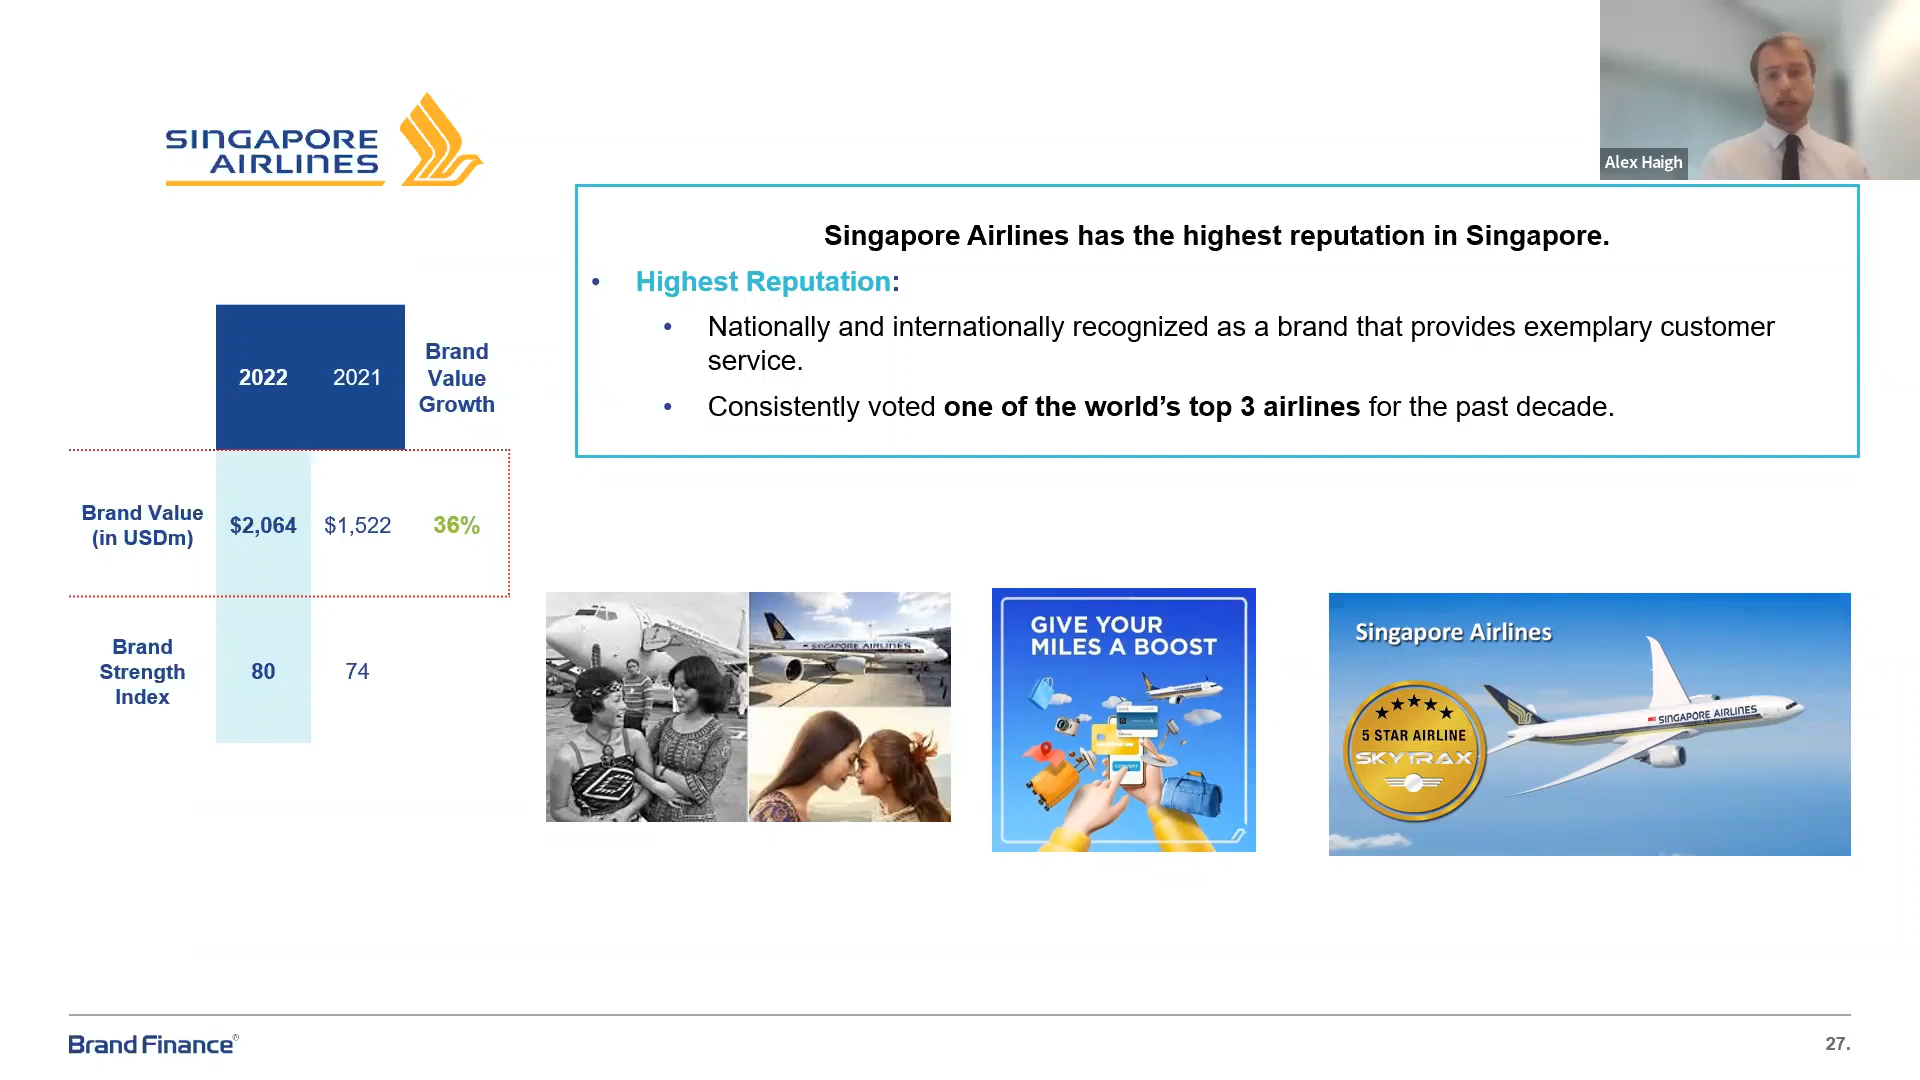 Alex Haigh
SINGAPORE
AIRLINES
Singapore Airlines has the highest reputation in Singapore.
• Highest Reputation:
• Nationally and internationally recognized as a brand that provides exemplary customer
service.
• Consistently voted one of the world’s top 3 airlines for the past decade.
2022 2021 Brand
Value
Growth
Brand Value
(in USDm) $2,064 $1,522 36%
Brand
Strength
Index 80 74
SINGAPORE AIRLINES
GIVE YOUR
MILES A BOOST
CONVERT
Singapore Airlines
5 STAR AIRLINE
SKYTRAX
SINGAPORE AIRLINES
Brand Finance®
27.